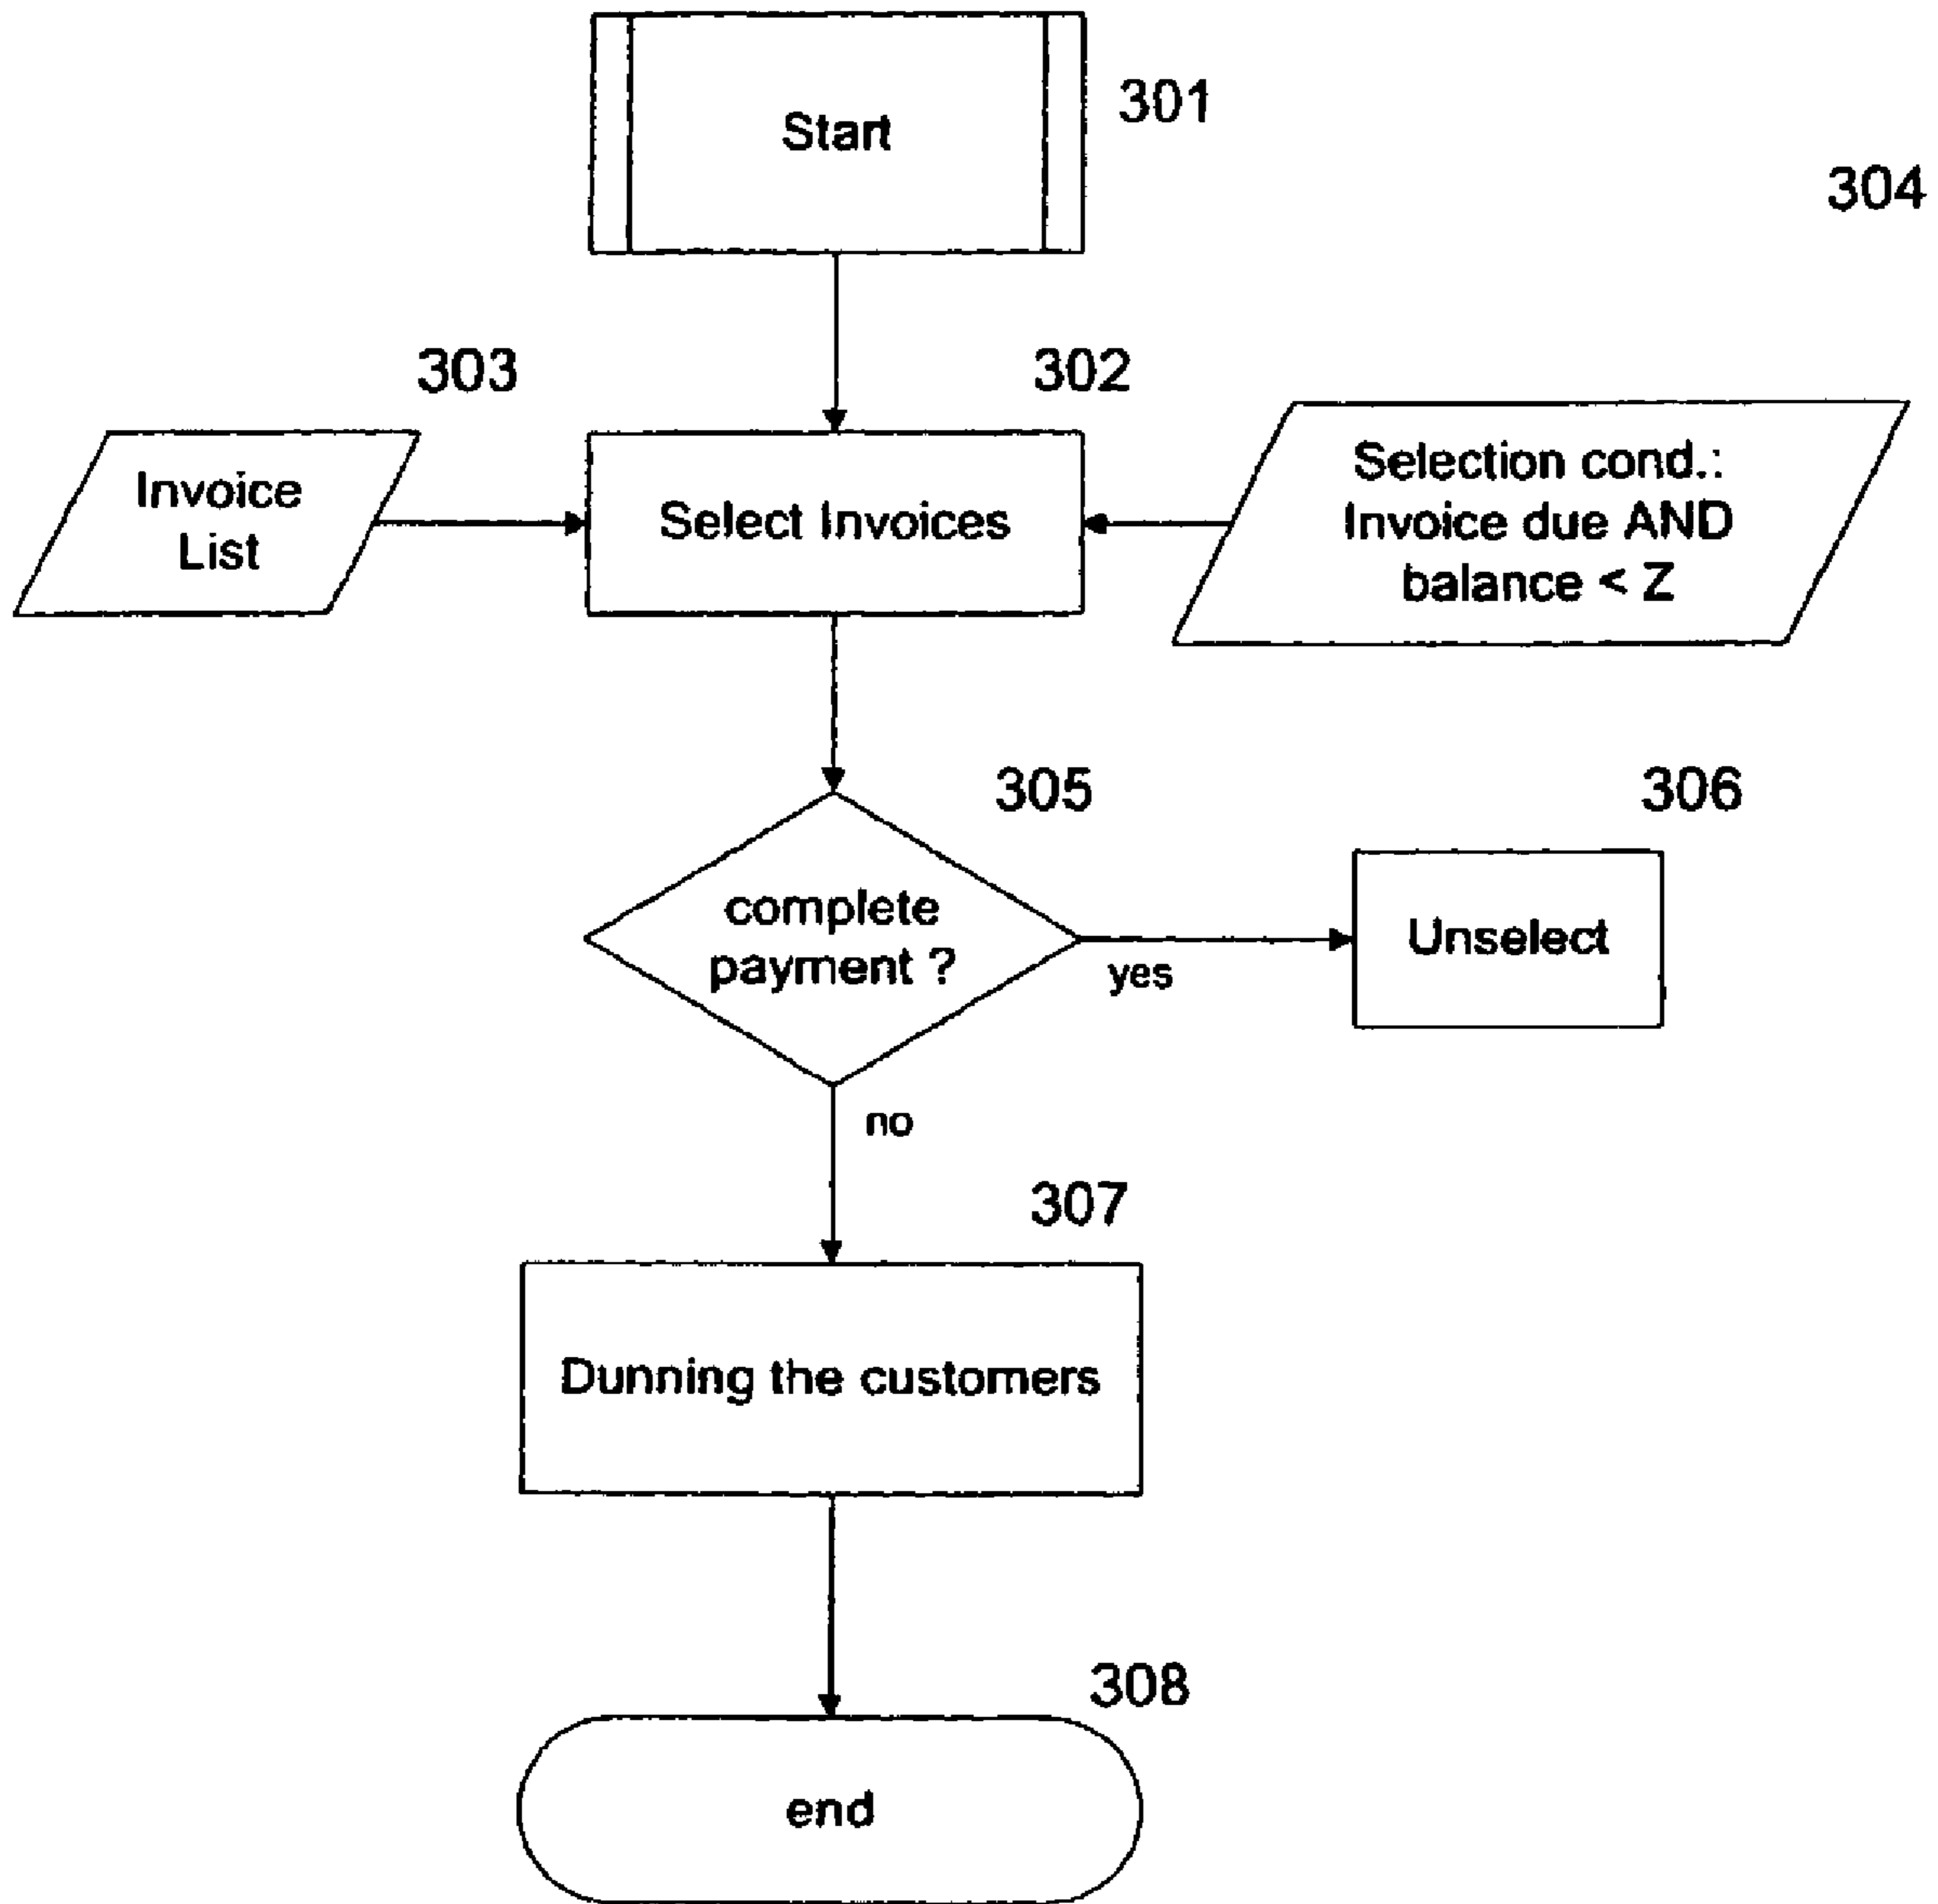 Start
301
304
303
302
Invoice
List
Select Invoices
Selection cond.:
Invoice due AND
balance < Z
305
306
complete
payment ?
yes
Unselect
no
307
Dunning the customers
308
end